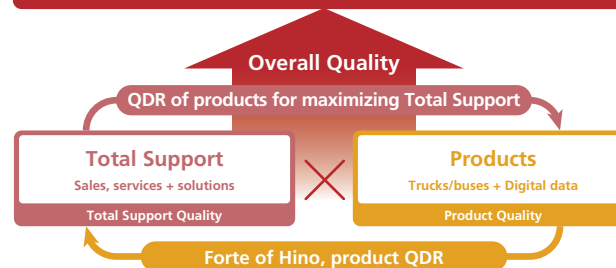 Overall Quality
QDR of products for maximizing Total Support
Total Support
Sales, services + solutions
Total Support Quality
Products
Trucks/buses + Digital data
Product Quality
Forte of Hino, product QDR